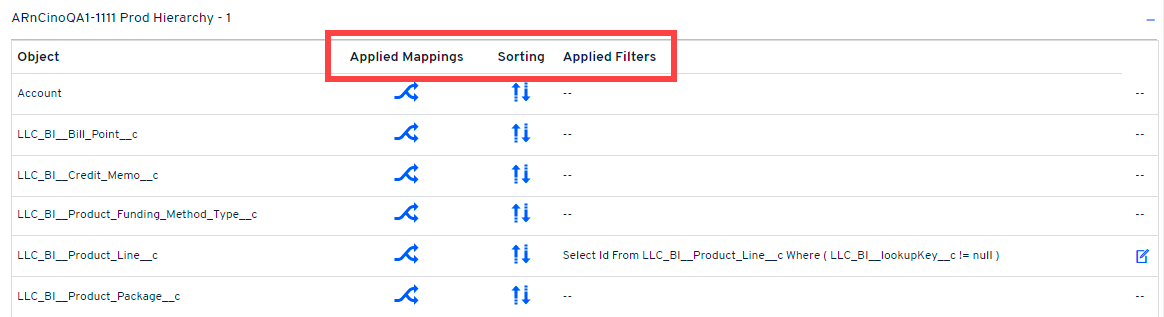 ARnCinoQA1-1111 Prod Hierarchy - 1
Object Applied Mappings Sorting Applied Filters
Account -- --
LLC_BI__Bill_Point__c -- --
LLC_BI__Credit_Memo__c -- --
LLC_BI__Product_Funding_Method_Type__c -- --
LLC_BI__Product_Line__c Select Id From LLC_BI__Product_Line__c Where ( LLC_BI__lookupKey__c != null )
LLC_BI__Product_Package__c -- --